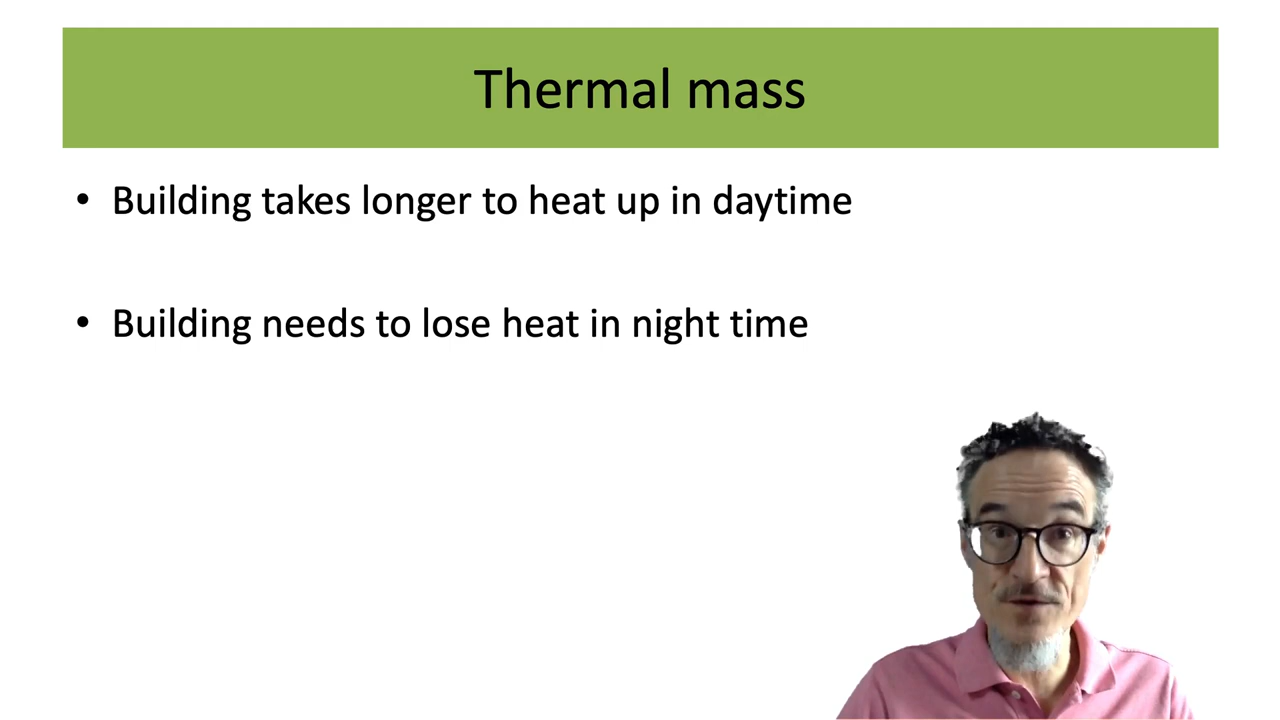 Thermal mass
• Building takes longer to heat up in daytime
• Building needs to lose heat in night time